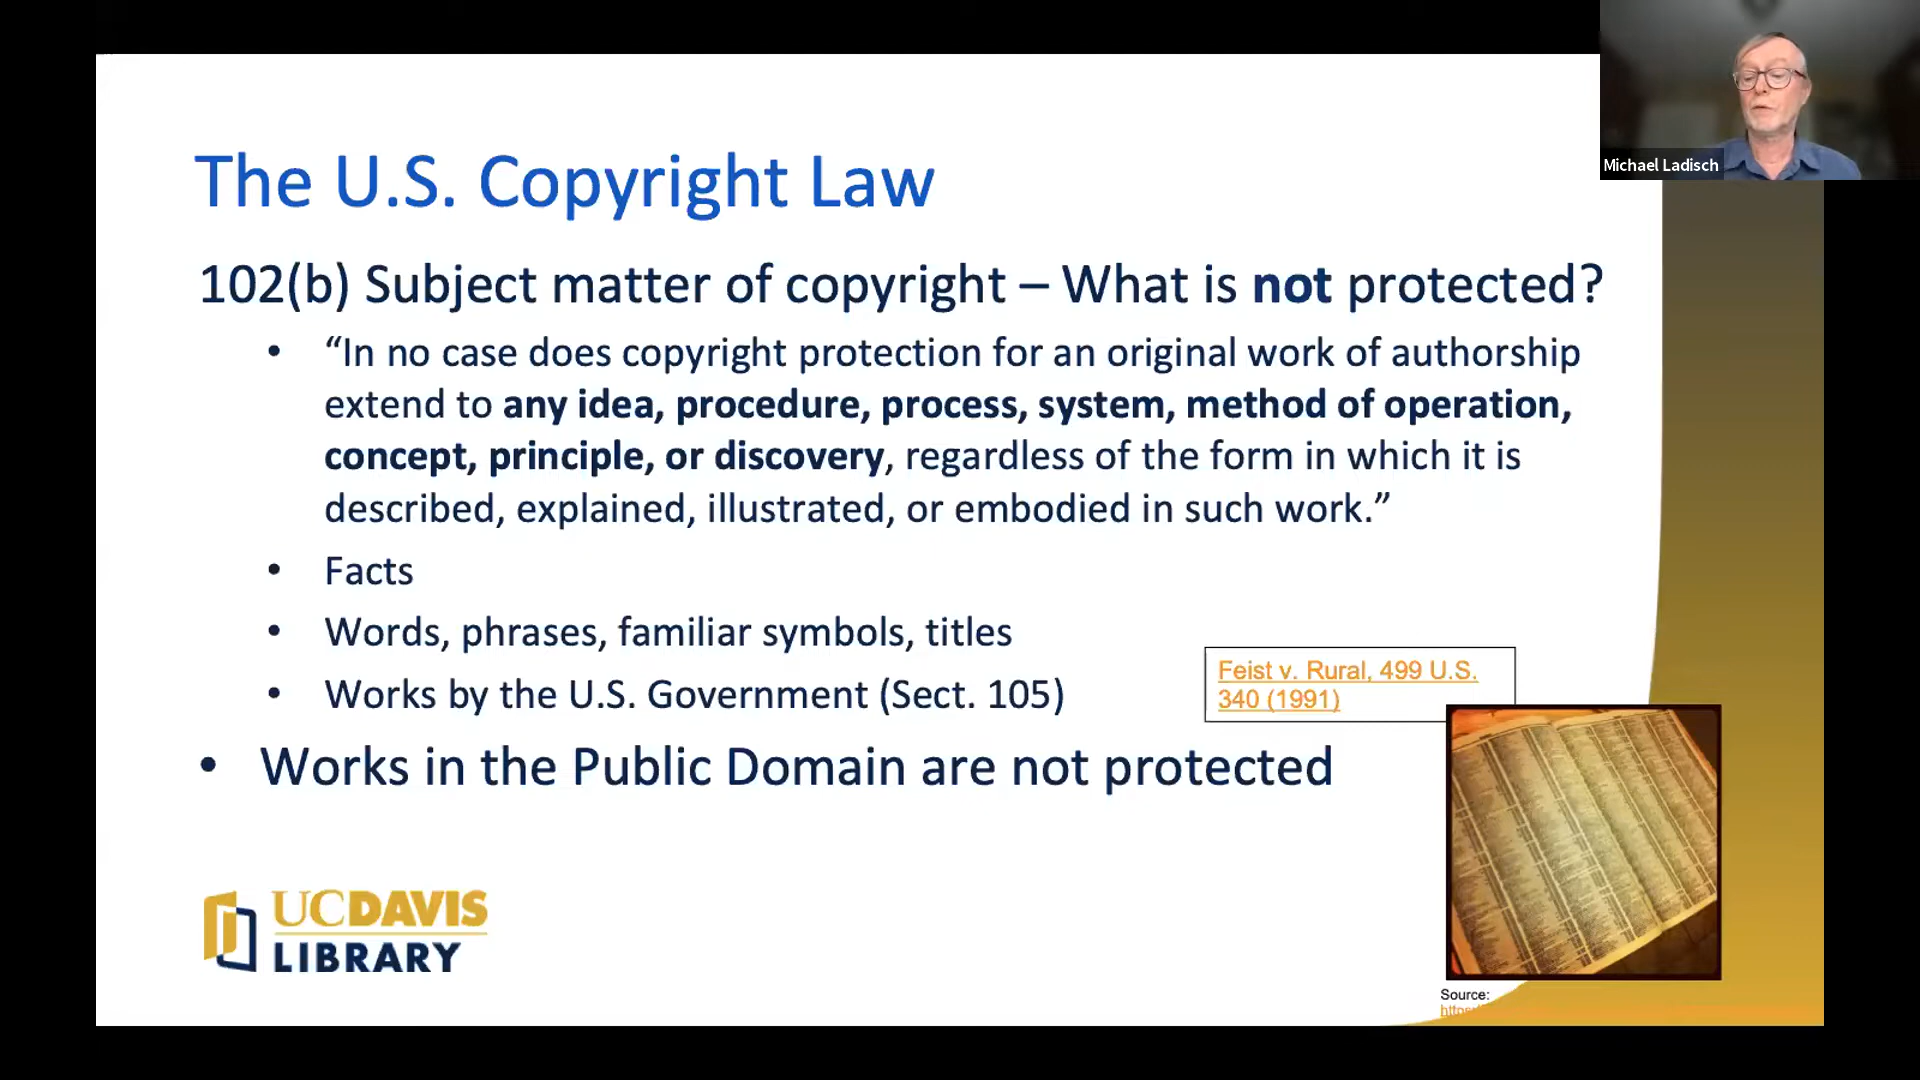 Michael Ladisch
The U.S. Copyright Law
102(b) Subject matter of copyright – What is not protected?
• “In no case does copyright protection for an original work of authorship
extend to any idea, procedure, process, system, method of operation,
concept, principle, or discovery, regardless of the form in which it is
described, explained, illustrated, or embodied in such work.”
• Facts
• Words, phrases, familiar symbols, titles
• Works by the U.S. Government (Sect. 105)
Feist v. Rural, 499 U.S.
340 (1991)
• Works in the Public Domain are not protected
UCDAVIS
LIBRARY
Source: